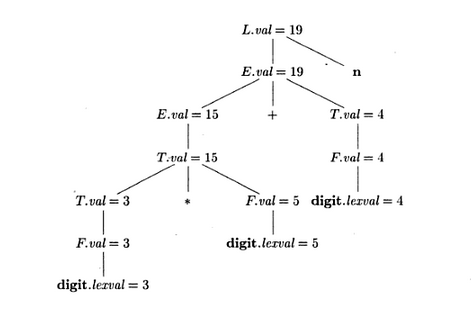 L.val = 19
E.val = 19 n
E.val = 15 + T.val = 4
T.val = 15 F.val = 4
T.val = 3 * F.val = 5 digit.lexval = 4
F.val = 3 digit.lexval = 5
digit.lexval = 3